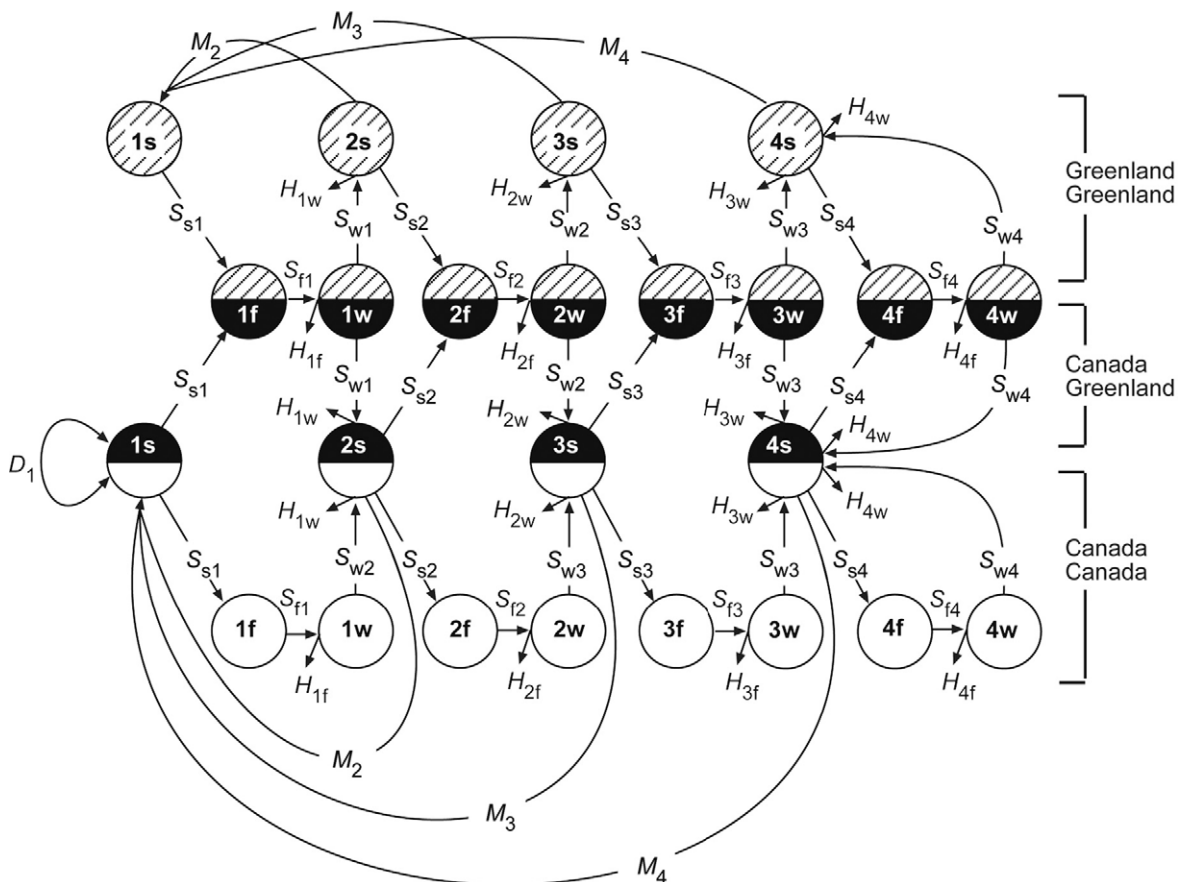 M3
M2
M4
1s
2s
3s
4s
H4w
Greenland
Greenland
H1w
H2w
H3w
Ss1
Sw1
Ss2
Sw2
Ss3
Sw3
Ss4
Sw4
Sf1
Sf2
Sf3
Sf4
1f
1w
2f
2w
3f
3w
4f
4w
H1f
H2f
H3f
H4f
Canada
Greenland
Ss1
Sw1
Ss2
Sw2
Ss3
Sw3
Ss4
Sw4
H1w
H2w
H3w
H4w
D1
1s
2s
3s
4s
H1w
H2w
H3w
H4w
Canada
Canada
Ss1
Sw2
Ss2
Sw3
Ss3
Sw3
Ss4
Sw4
Sf1
Sf2
Sf3
Sf4
1f
1w
2f
2w
3f
3w
4f
4w
H1f
H2f
H3f
H4f
M2
M3
M4